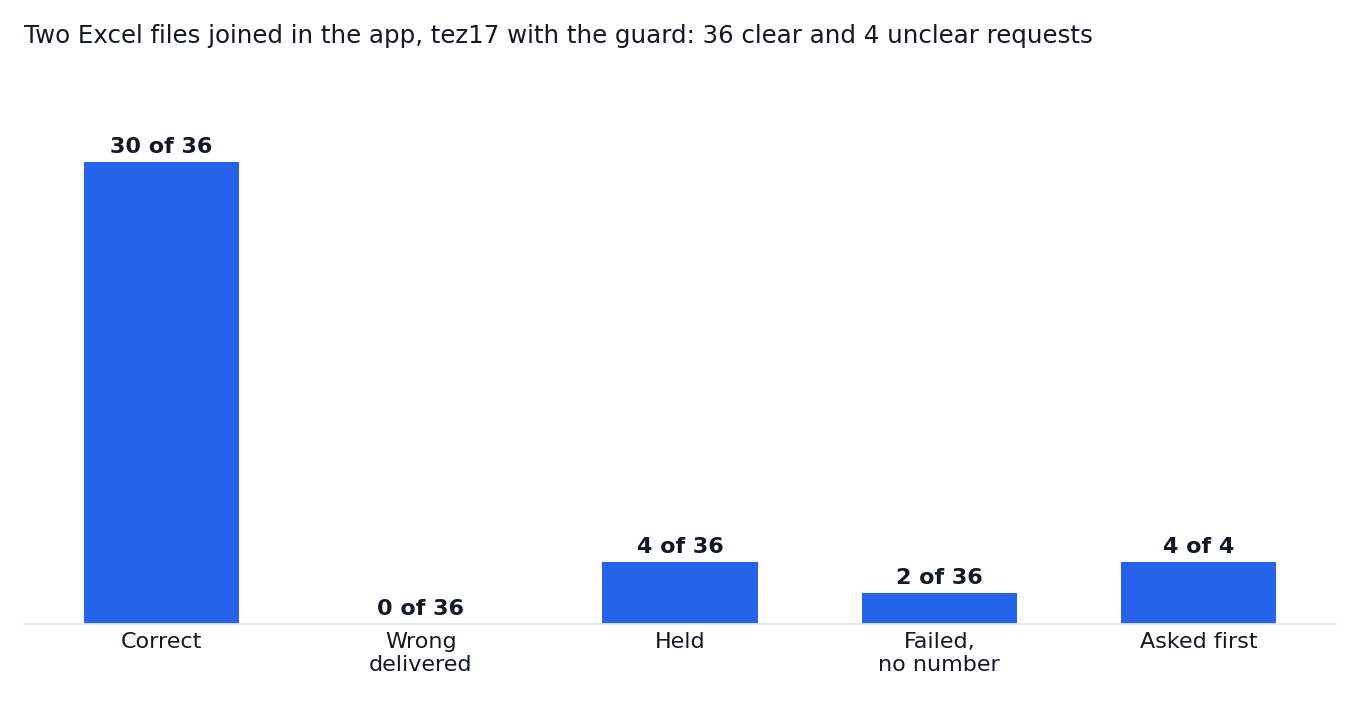 Two Excel files joined in the app, tez17 with the guard: 36 clear and 4 unclear requests
30 of 36
0 of 36
4 of 36
2 of 36
4 of 4
Correct
Wrong
delivered
Held
Failed,
no number
Asked first